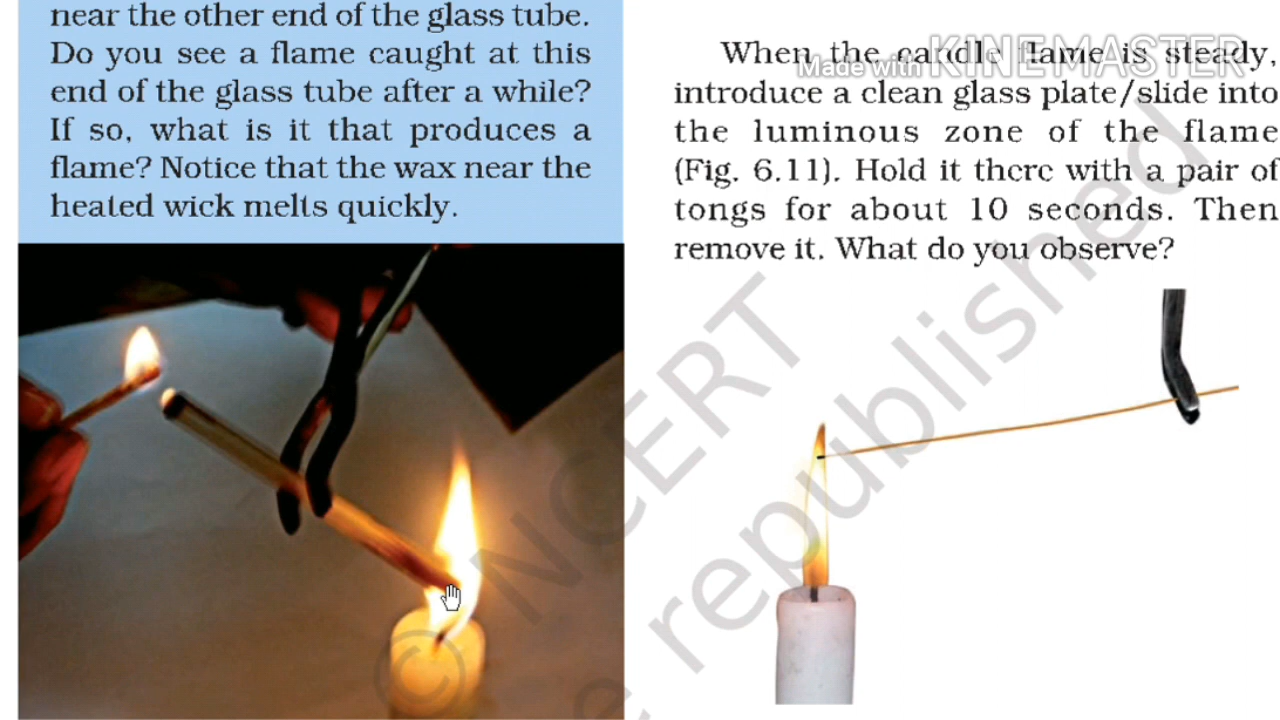 near the other end of the glass tube.
Do you see a flame caught at this
end of the glass tube after a while?
If so, what is it that produces a
flame? Notice that the wax near the
heated wick melts quickly.
When the candle flame is steady,
introduce a clean glass plate/slide into
the luminous zone of the flame
(Fig. 6.11). Hold it there with a pair of
tongs for about 10 seconds. Then
remove it. What do you observe?
Made with KINEMASTER
© NCERT
be republished